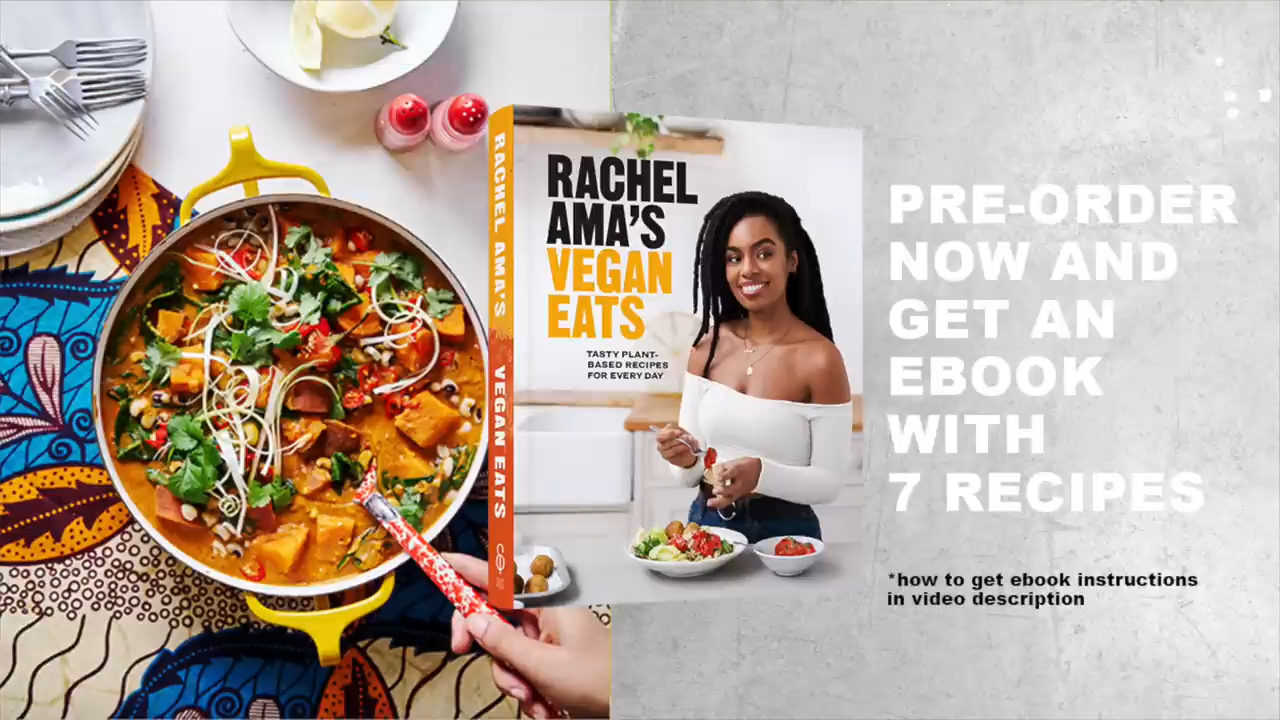 RACHEL AMA'S VEGAN EATS
RACHEL
AMA'S
VEGAN
EATS
TASTY PLANT-
BASED RECIPES
FOR EVERY DAY
PRE-ORDER
NOW AND
GET AN
EBOOK
WITH
7 RECIPES
*how to get ebook instructions
in video description